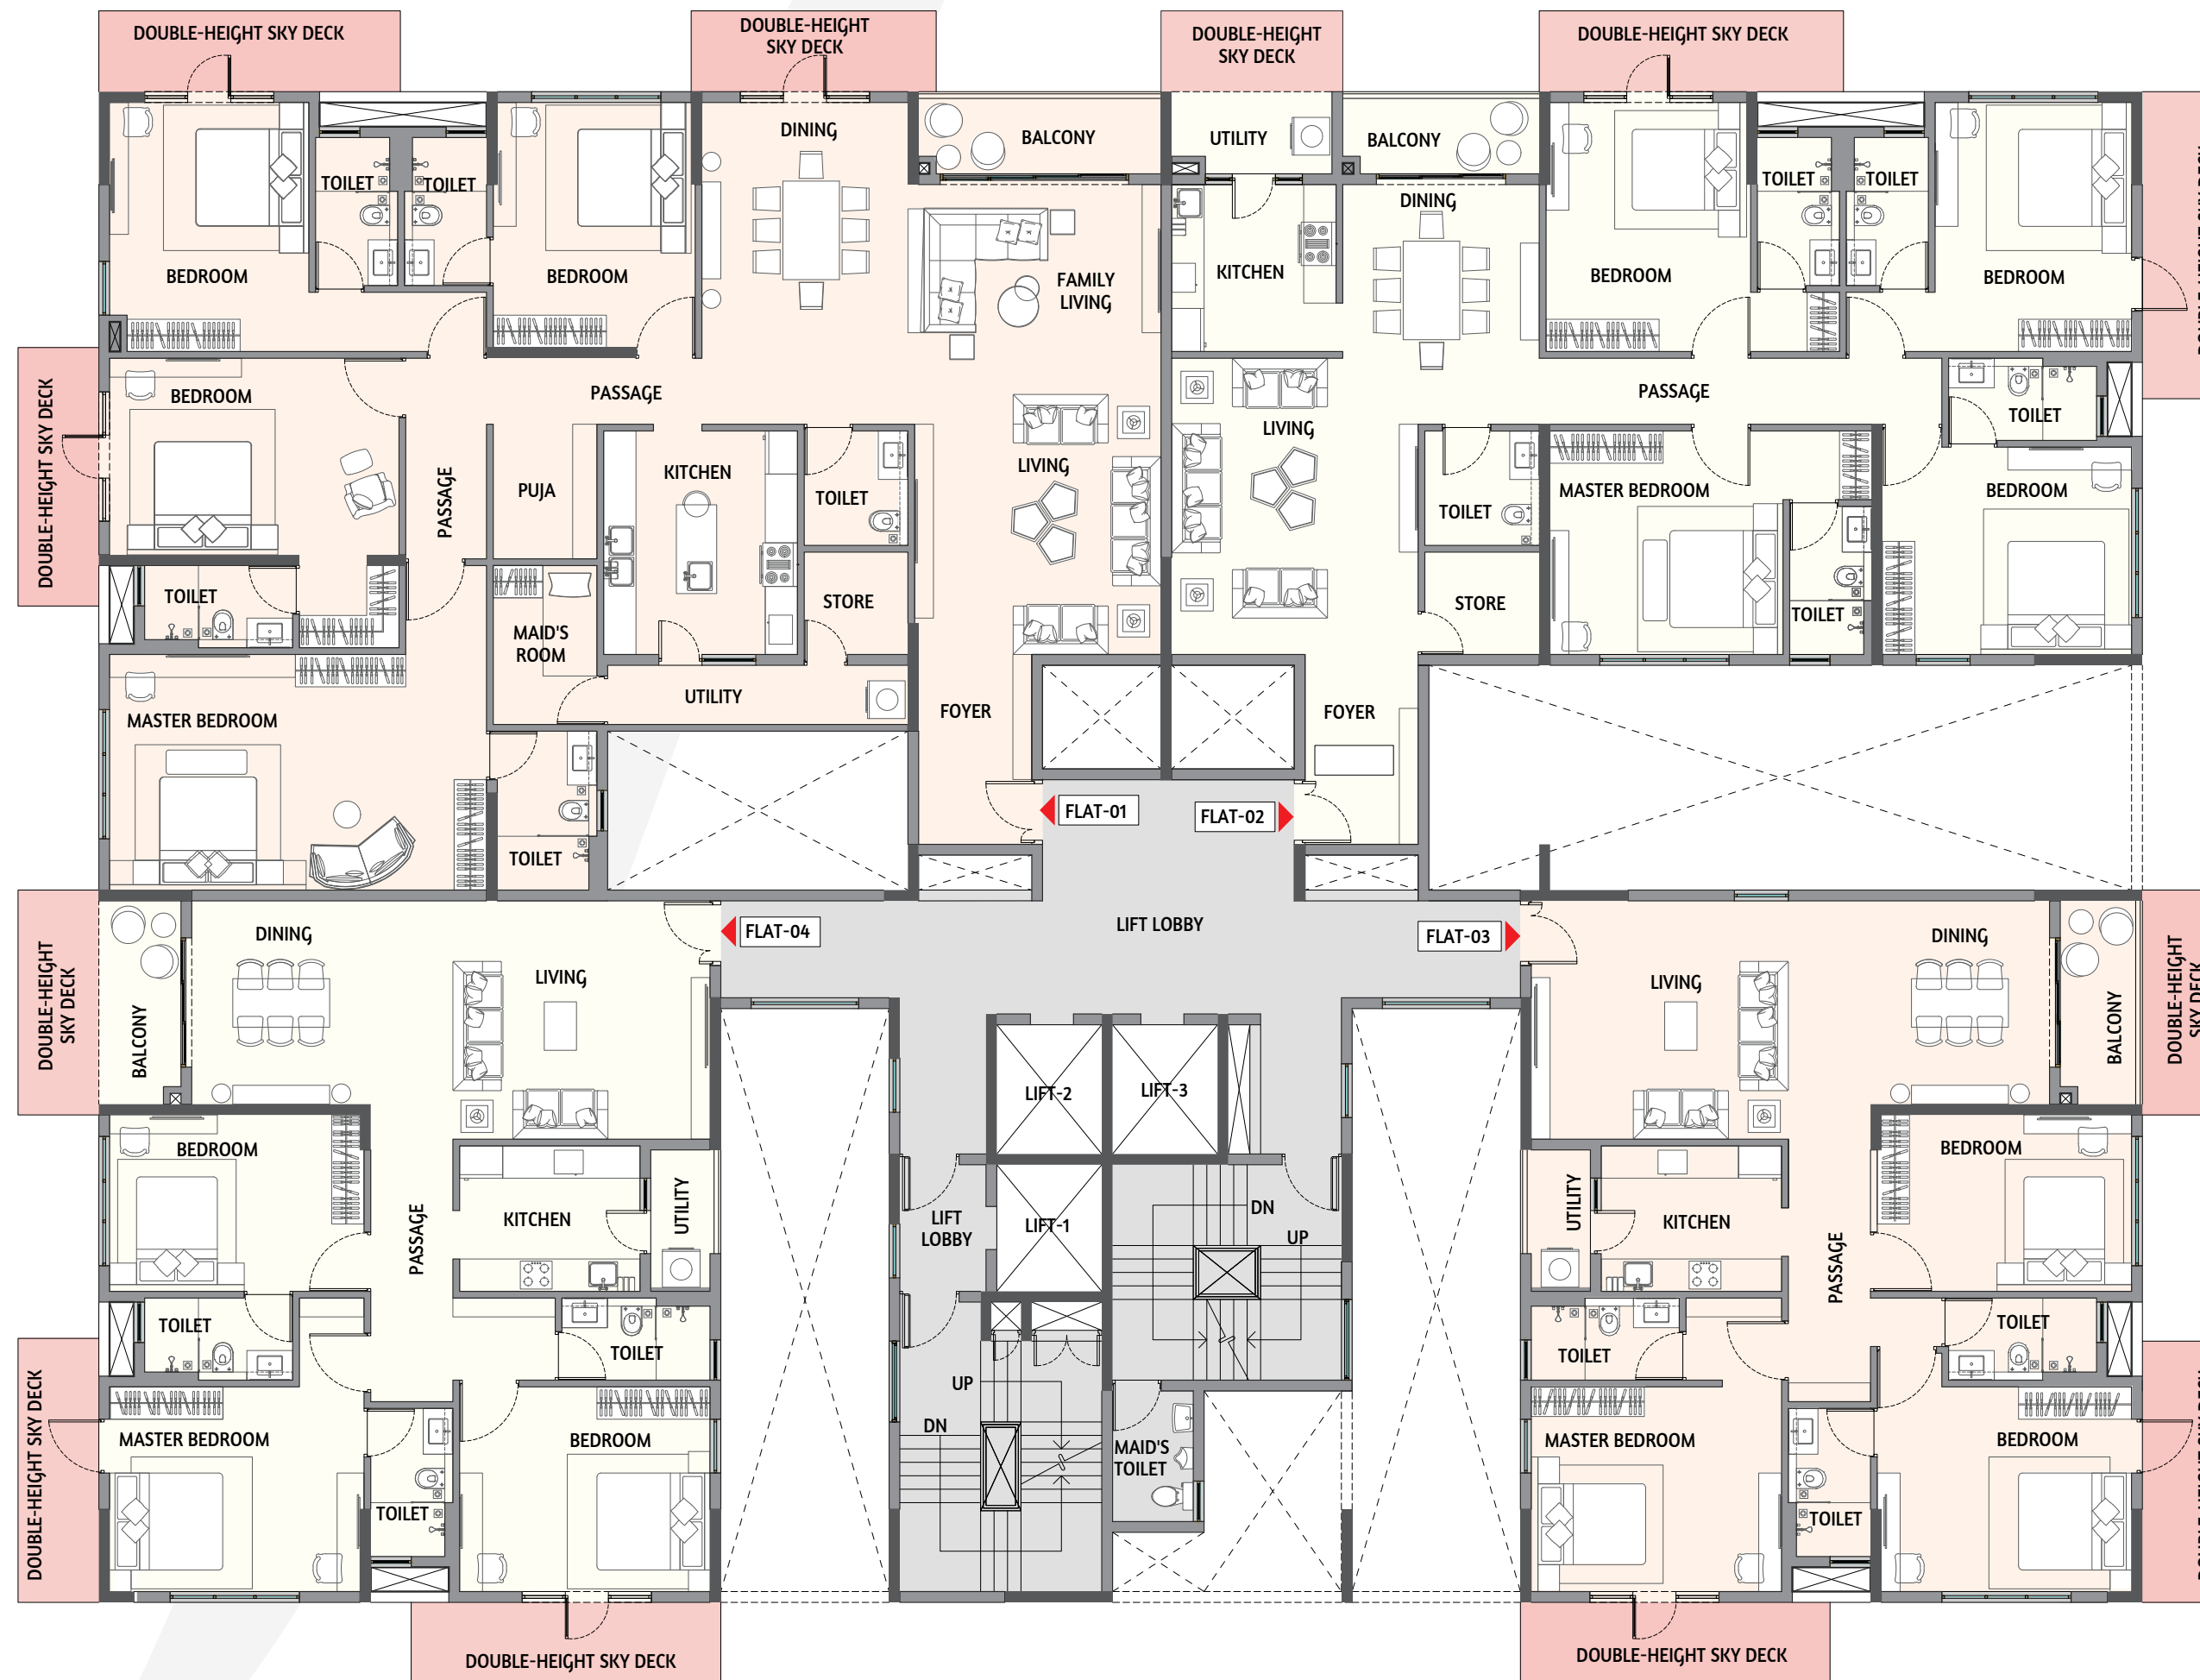 DOUBLE-HEIGHT SKY DECK
DOUBLE-HEIGHT
SKY DECK
DOUBLE-HEIGHT
SKY DECK
DOUBLE-HEIGHT SKY DECK
DINING
BALCONY
UTILITY
BALCONY
TOILET
TOILET
TOILET
TOILET
DINING
BEDROOM
BEDROOM
FAMILY
LIVING
KITCHEN
BEDROOM
BEDROOM
DOUBLE-HEIGHT SKY DECK
BEDROOM
PASSAGE
PASSAGE
TOILET
LIVING
LIVING
PASSAGE
PUJA
KITCHEN
TOILET
TOILET
MASTER BEDROOM
BEDROOM
TOILET
MAID'S
ROOM
STORE
STORE
TOILET
MASTER BEDROOM
UTILITY
FOYER
FOYER
TOILET
FLAT-01
FLAT-02
LIFT LOBBY
FLAT-04
FLAT-03
DOUBLE-HEIGHT
SKY DECK
BALCONY
DINING
LIVING
LIVING
DINING
BALCONY
DOUBLE-HEIGHT
SKY DECK
LIFT-2
LIFT-3
BEDROOM
PASSAGE
KITCHEN
UTILITY
LIFT
LOBBY
LIFT-1
DN
UP
UTILITY
KITCHEN
PASSAGE
BEDROOM
TOILET
TOILET
TOILET
TOILET
DOUBLE-HEIGHT SKY DECK
MASTER BEDROOM
TOILET
BEDROOM
UP
DN
MAID'S
TOILET
MASTER BEDROOM
TOILET
BEDROOM
DOUBLE-HEIGHT SKY DECK
DOUBLE-HEIGHT SKY DECK